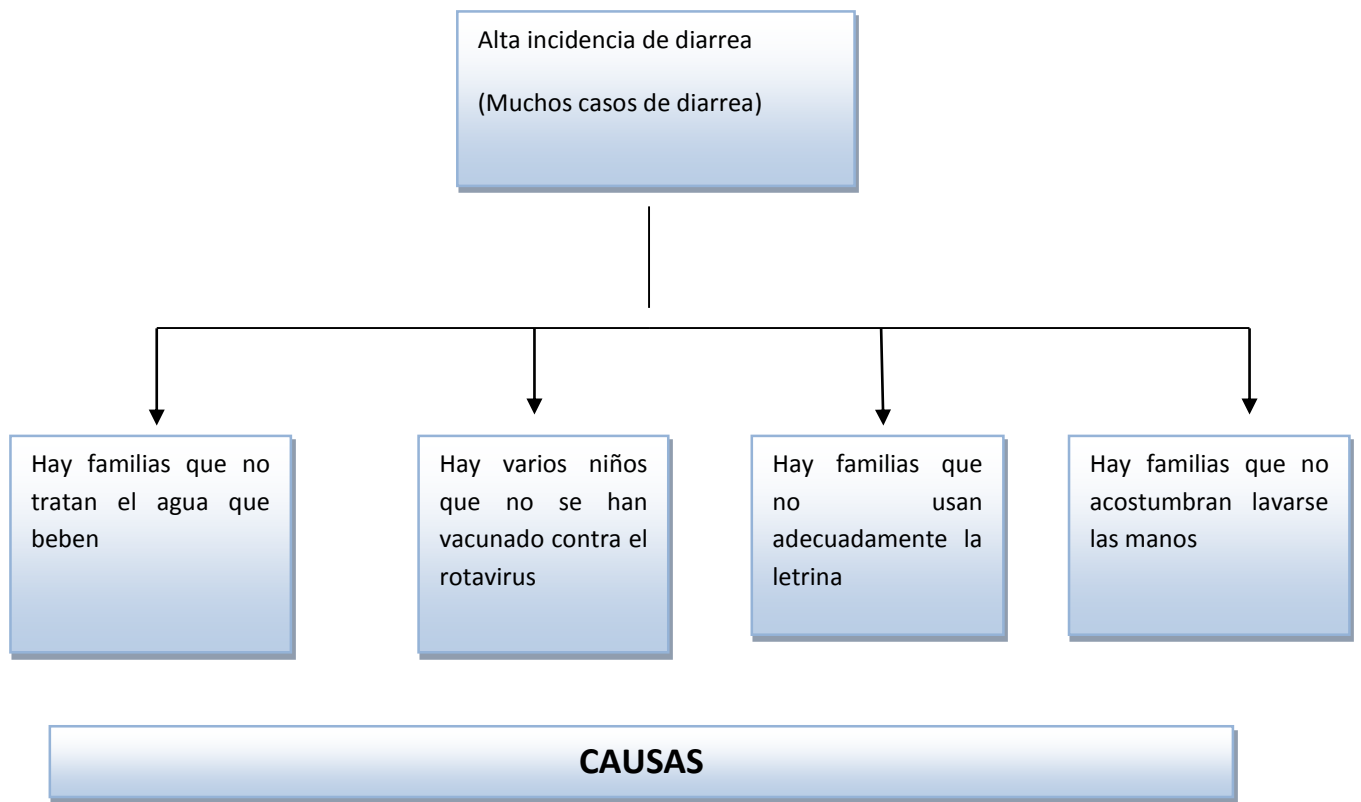 Alta incidencia de diarrea
(Muchos casos de diarrea)
Hay familias que no
tratan el agua que
beben
Hay varios niños
que no se han
vacunado contra el
rotavirus
Hay familias que
no usan
adecuadamente la
letrina
Hay familias que no
acostumbran lavarse
las manos
CAUSAS